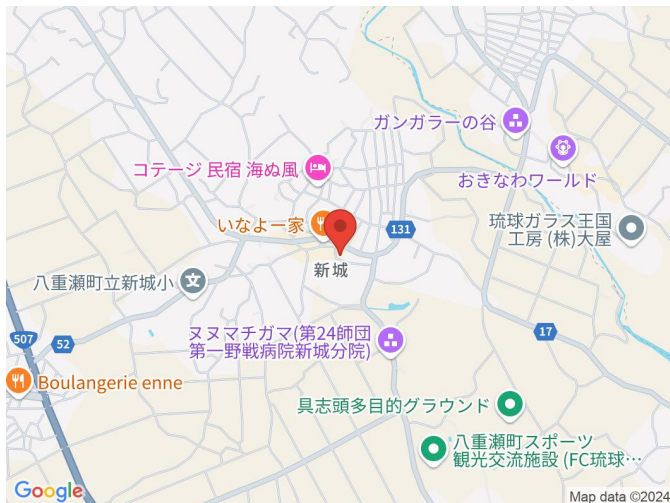 ガンガラーの谷
コテージ 民宿 海ぬ風
おきなわワールド
いなよー家
131
琉球ガラス王国
工房 (株)大屋
新城
八重瀬町立新城小
文
507
52
ヌヌマチガマ(第24師団
第一野戦病院新城分院)
17
Boulangerie enne
具志頭多目的グラウンド
八重瀬町スポーツ
観光交流施設 (FC琉球…
Google
Map data ©2024